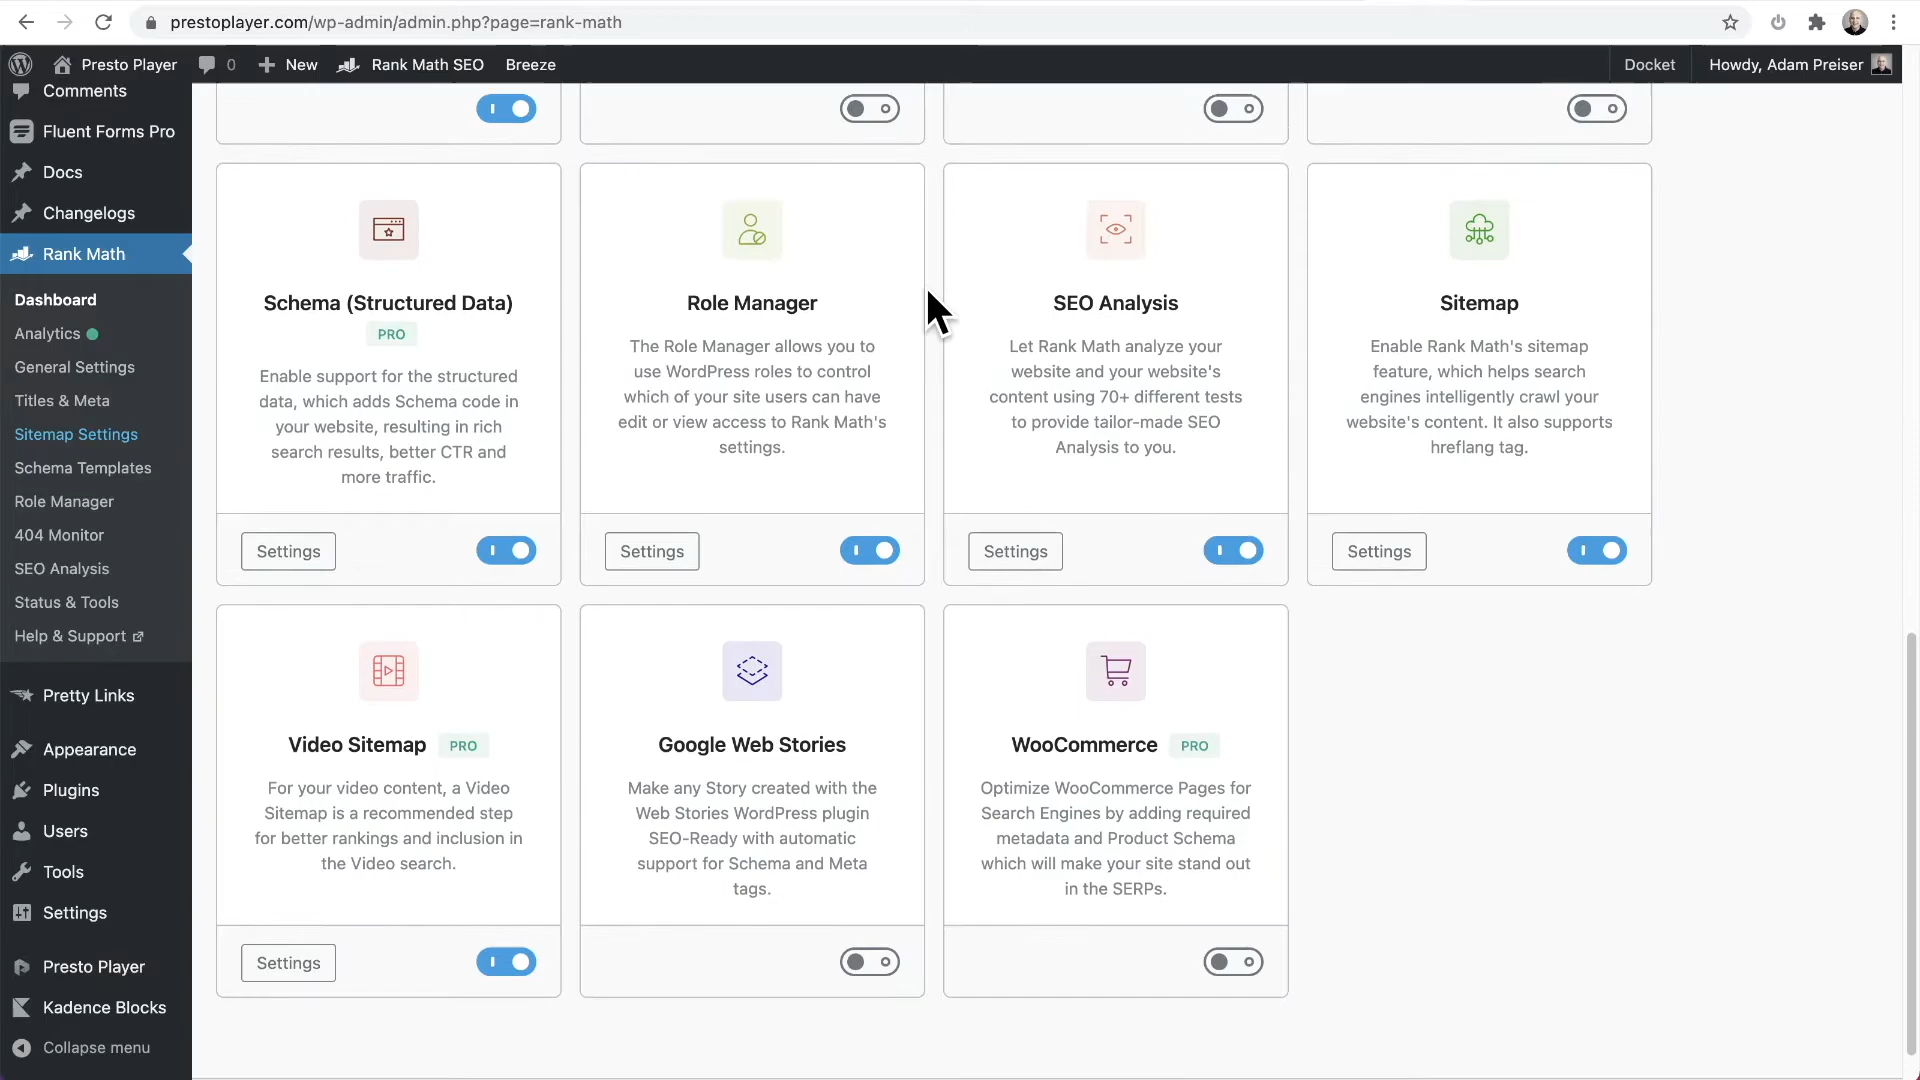 prestoplayer.com/wp-admin/admin.php?page=rank-math
Presto Player
0
New
Rank Math SEO
Breeze
Docket
Howdy, Adam Preiser
Comments
Fluent Forms Pro
Docs
Changelogs
Rank Math
Dashboard
Analytics
General Settings
Titles & Meta
Sitemap Settings
Schema Templates
Role Manager
404 Monitor
SEO Analysis
Status & Tools
Help & Support
Pretty Links
Appearance
Plugins
Users
Tools
Settings
Presto Player
Kadence Blocks
Collapse menu
Schema (Structured Data)
PRO
Enable support for the structured
data, which adds Schema code in
your website, resulting in rich
search results, better CTR and
more traffic.
Settings
Role Manager
The Role Manager allows you to
use WordPress roles to control
which of your site users can have
edit or view access to Rank Math's
settings.
Settings
SEO Analysis
Let Rank Math analyze your
website and your website's
content using 70+ different tests
to provide tailor-made SEO
Analysis to you.
Settings
Sitemap
Enable Rank Math's sitemap
feature, which helps search
engines intelligently crawl your
website's content. It also supports
hreflang tag.
Settings
Video Sitemap PRO
For your video content, a Video
Sitemap is a recommended step
for better rankings and inclusion in
the Video search.
Settings
Google Web Stories
Make any Story created with the
Web Stories WordPress plugin
SEO-Ready with automatic
support for Schema and Meta
tags.
WooCommerce PRO
Optimize WooCommerce Pages for
Search Engines by adding required
metadata and Product Schema
which will make your site stand out
in the SERPs.